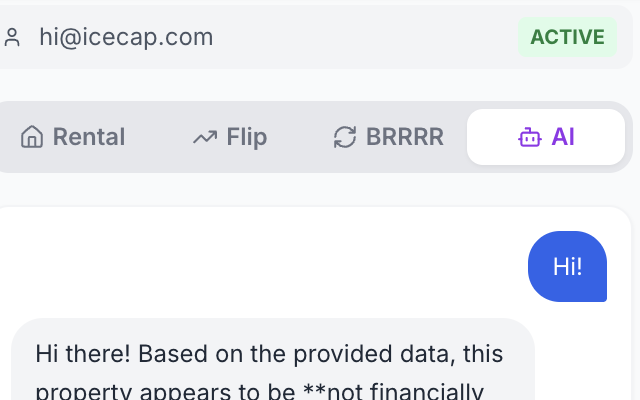 hi@icecap.com
ACTIVE
Rental
Flip
BRRRR
AI
Hi!
Hi there! Based on the provided data, this
property appears to be **not financially